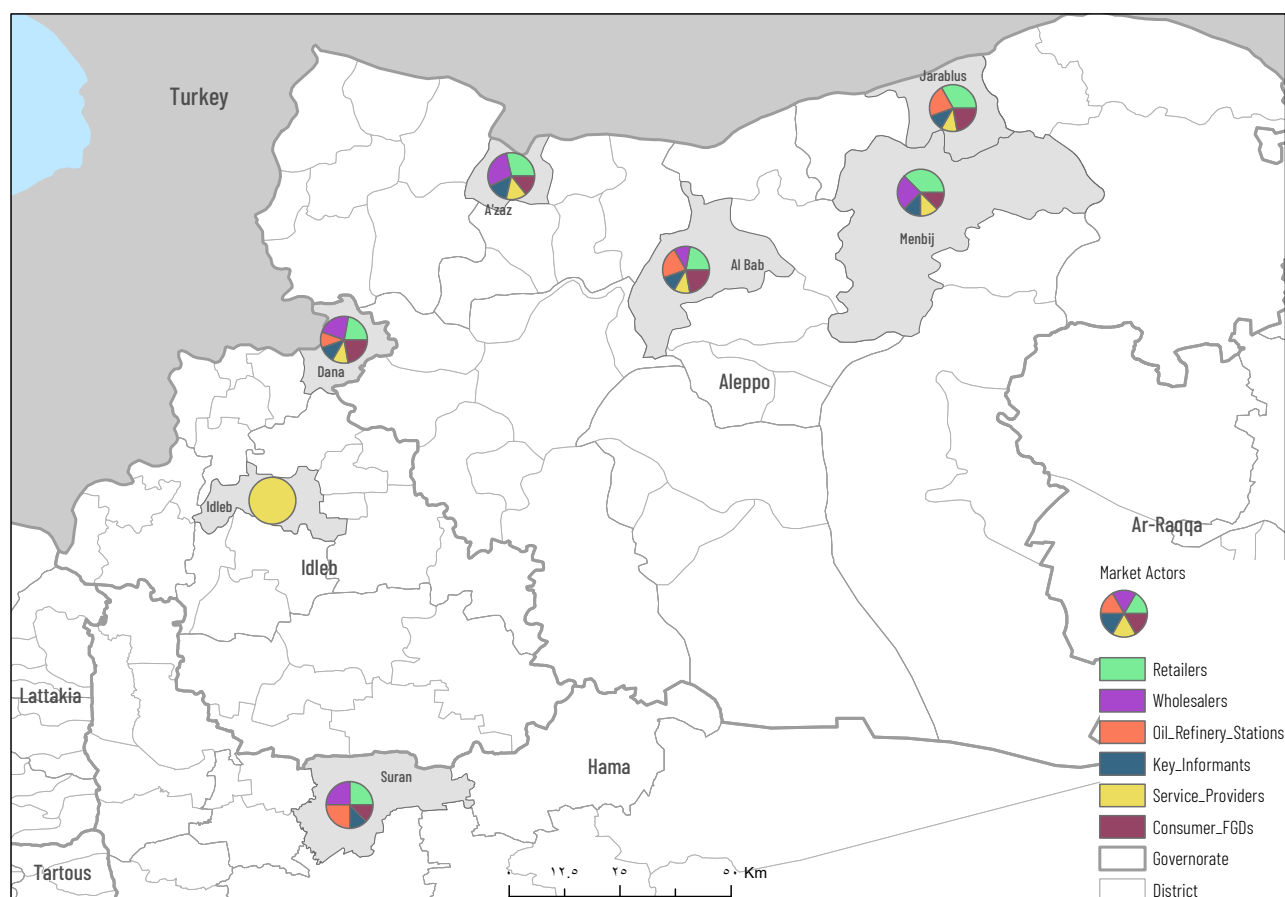 Turkey
Jarablus
A'zaz
Menbij
Al Bab
Dana
Aleppo
Idleb
Ar-Raqqa
Idleb
Lattakia
Hama
Suran
Tartous
Market Actors
Retailers
Wholesalers
Oil_Refinery_Stations
Key_Informants
Service_Providers
Consumer_FGDs
Governorate
District
٠ ١٢.٥ ٢٥ ٥٠ Km